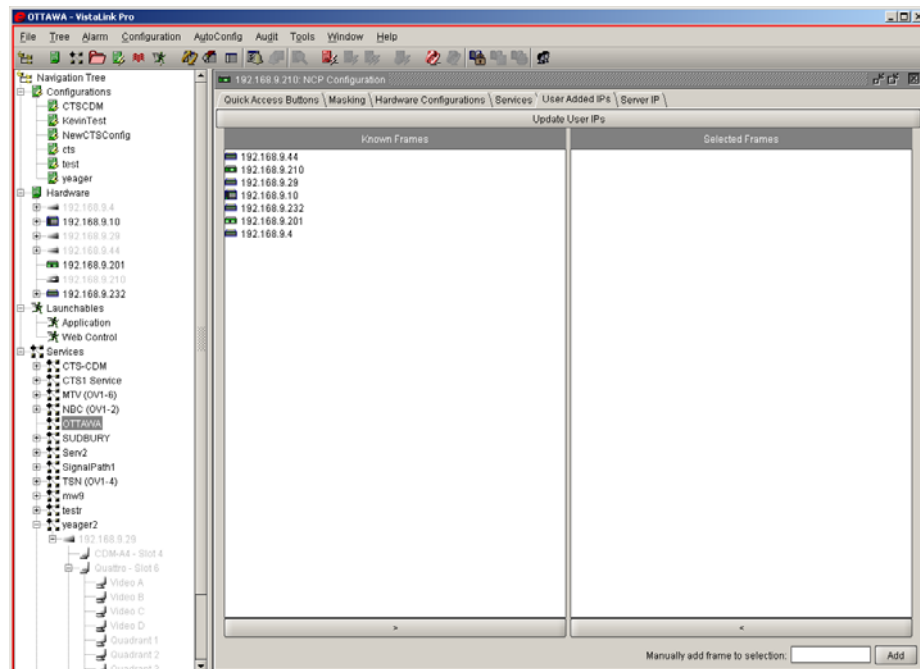 OTTAWA - VistaLink Pro
File Tree Alarm Configuration AutoConfig Audit Tools Window Help
Navigation Tree
Configurations
CTSCDM
KevinTest
NewCTSConfig
cts
test
yeager
Hardware
192.168.9.4
192.168.9.10
192.168.9.29
192.168.9.44
192.168.9.201
192.168.9.210
192.168.9.232
Launchables
Application
Web Control
Services
CTS-CDM
CTS1 Service
MTV (OV1-6)
NBC (OV1-2)
OTTAWA
SUDBURY
Serv2
SignalPath1
TSN (OV1-4)
mw9
testr
yeager2
192.168.9.29
CDM-A4 - Slot 4
Quattro - Slot 6
Video A
Video B
Video C
Video D
Quadrant 1
Quadrant 2
Quadrant 3
192.168.9.210: NCP Configuration
Quick Access Buttons Masking Hardware Configurations Services User Added IPs Server IP
Update User IPs
Known Frames
192.168.9.44
192.168.9.210
192.168.9.29
192.168.9.10
192.168.9.232
192.168.9.201
192.168.9.4
>
Selected Frames
<
Manually add frame to selection: Add